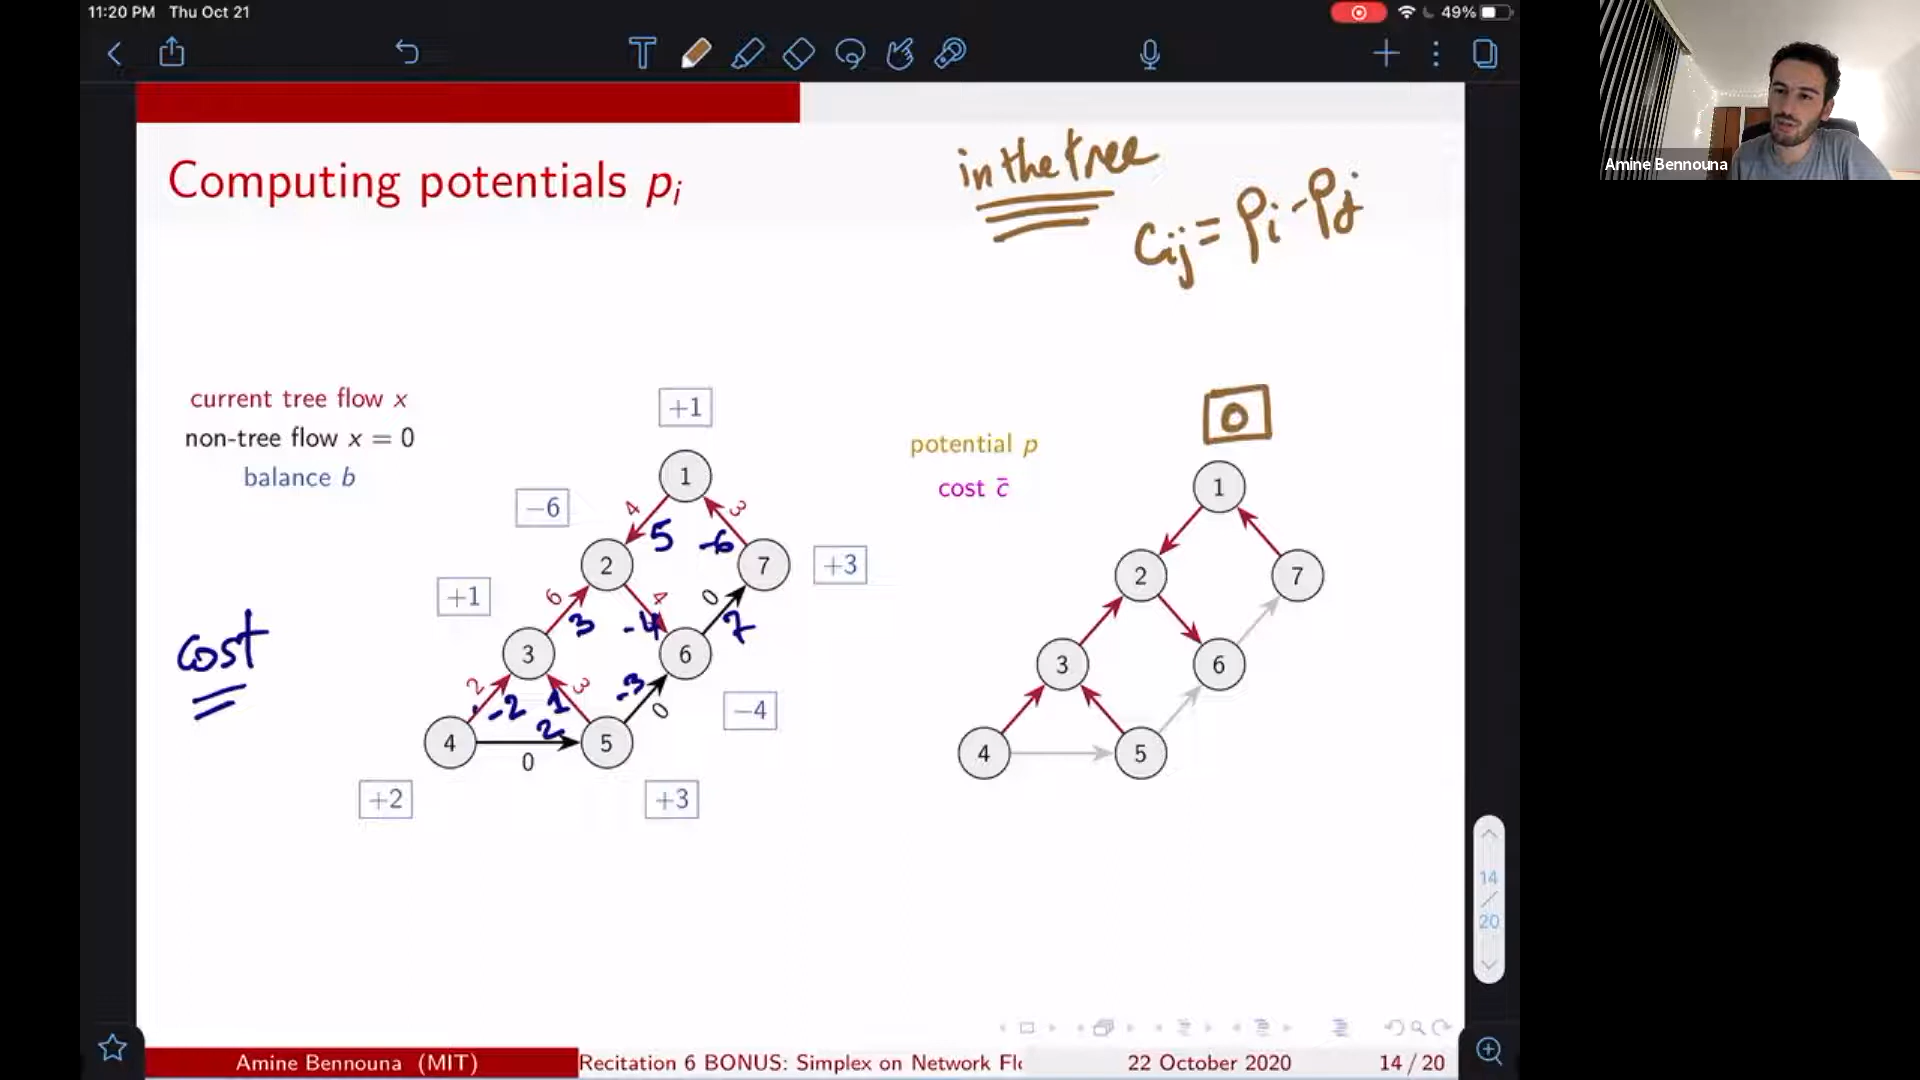 11:20 PM Thu Oct 21
49%
Amine Bennouna
Computing potentials pᵢ
in the tree
Cij = Pi - Pj
current tree flow x
non-tree flow x = 0
balance b
potential p
cost c̄
cost
+1
0
1
1
-6
4
5
3
-6
2
7
+3
2
7
+1
6
3
4
-4
0
7
3
6
3
6
2
-2
3
1
-3
0
-4
2
4
5
0
4
5
+2
+3
14
/
20
Amine Bennouna (MIT)
Recitation 6 BONUS: Simplex on Network Flo
22 October 2020
14 / 20